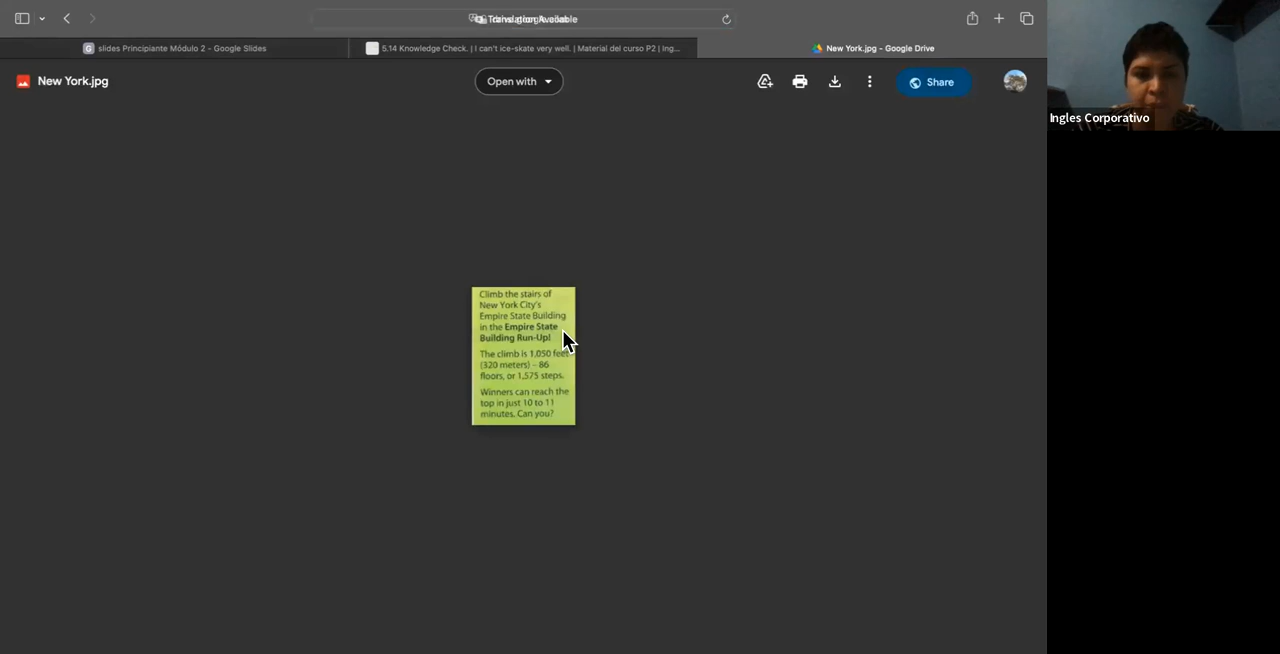 slides Principiante Módulo 2 - Google Slides
5.14 Knowledge Check. | I can't ice-skate very well. | Material del curso P2 | Ing...
New York.jpg - Google Drive
New York.jpg
Open with
Share
Ingles Corporativo
Climb the stairs of
New York City's
Empire State Building
in the Empire State
Building Run-Up!
The climb is 1,050 feet
(320 meters) – 86
floors, or 1,575 steps.
Winners can reach the
top in just 10 to 11
minutes. Can you?